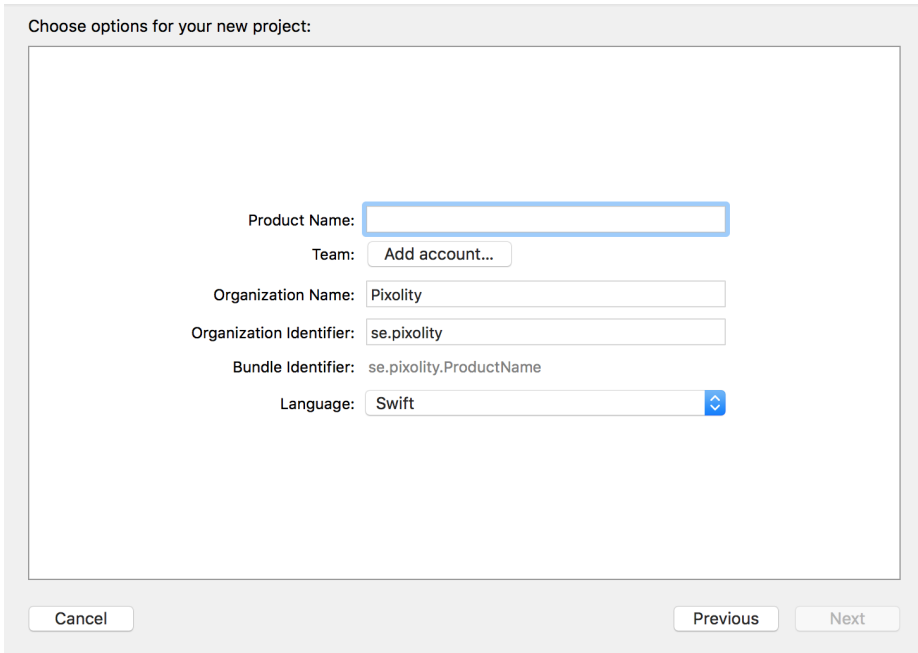 Choose options for your new project:
Product Name:
Team: Add account...
Organization Name: Pixolity
Organization Identifier: se.pixolity
Bundle Identifier: se.pixolity.ProductName
Language: Swift
Cancel Previous Next